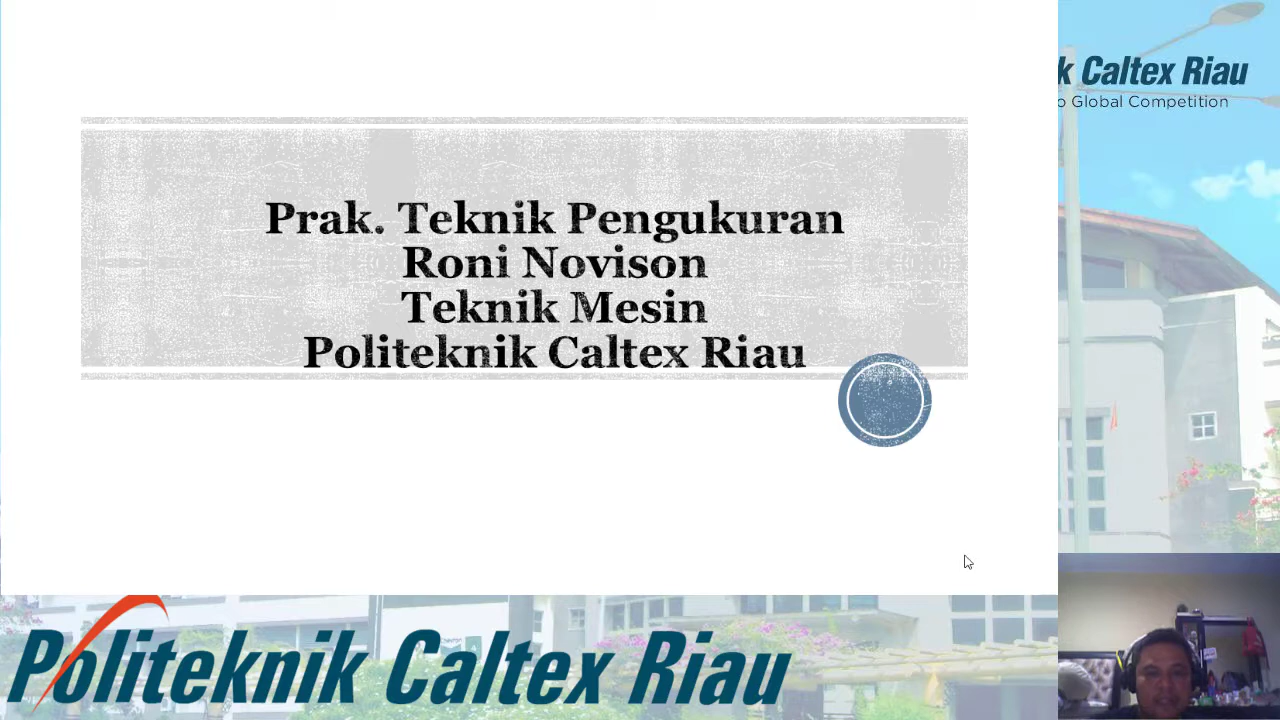 k Caltex Riau
o Global Competition
Prak. Teknik Pengukuran
Roni Novison
Teknik Mesin
Politeknik Caltex Riau
Politeknik Caltex Riau